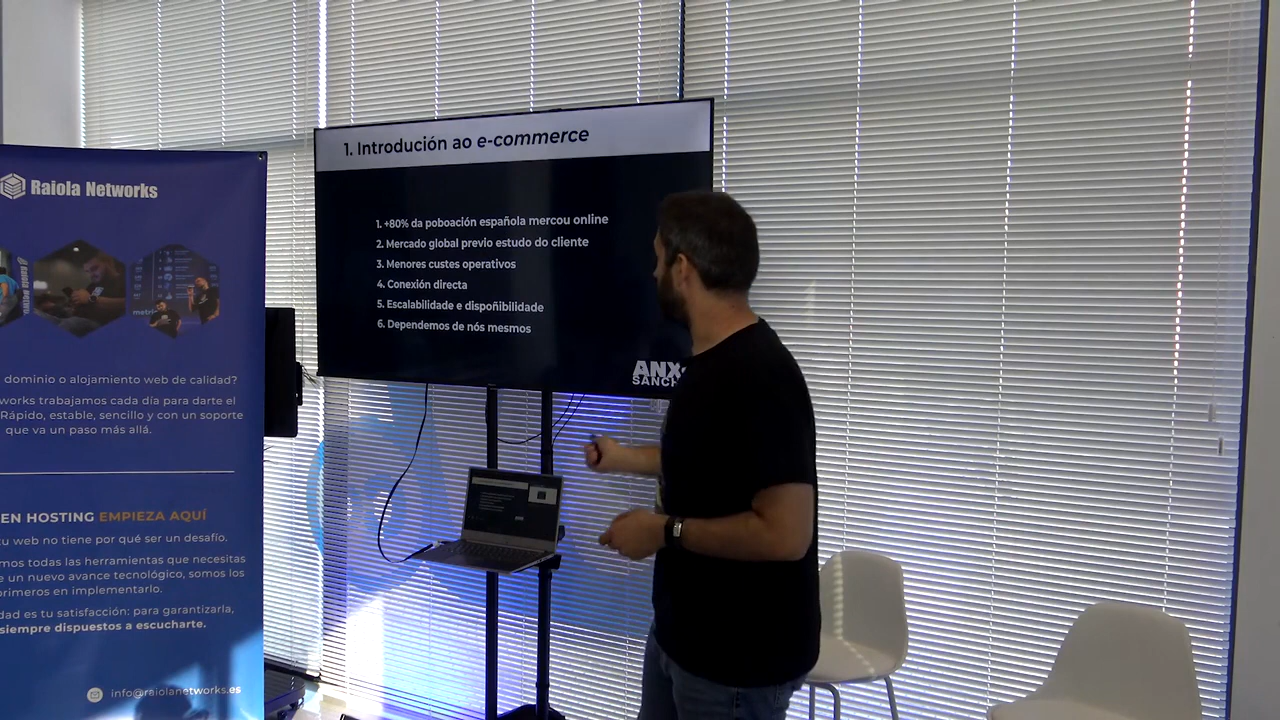 Raiola Networks
dominio o alojamiento web de calidad?
works trabajamos cada día para darte el
Rápido, estable, sencillo y con un soporte
que va un paso más allá.
EN HOSTING EMPIEZA AQUÍ
tu web no tiene por qué ser un desafío.
mos todas las herramientas que necesitas
e un nuevo avance tecnológico, somos los
primeros en implementarlo.
dad es tu satisfacción: para garantizarla,
siempre dispuestos a escucharte.
info@raiolanetworks.es
1. Introdución ao e-commerce
1. +80% da poboación española mercou online
2. Mercado global previo estudo do cliente
3. Menores custes operativos
4. Conexión directa
5. Escalabilidade e dispoñibilidade
6. Dependemos de nós mesmos
ANX
SANCH